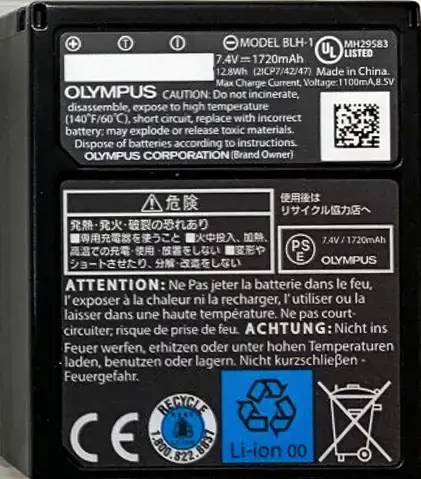 + T I - MODEL BLH-1
7.4V⎓1720mAh
12.8Wh (2ICP7/42/47) Made in China.
Max Charge Current, Voltage:1100mA,8.5V
UL MH29583
LISTED
OLYMPUS CAUTION: Do not incinerate,
disassemble, expose to high temperature
(140°F/60°C), short circuit, replace with incorrect
battery; may explode or release toxic materials.
Dispose of batteries according to instructions.
OLYMPUS CORPORATION (Brand Owner)
⚠危険
発熱・発火・破裂の恐れあり
■専用充電器を使うこと ■火中投入、加熱、
高温での充電・使用・放置をしない ■変形や
ショートさせたり、分解・改造をしない
使用後は
リサイクル協力店へ
PSE
7.4V / 1720mAh
OLYMPUS
ATTENTION: Ne Pas jeter la batterie dans le feu,
l'exposer à la chaleur ni la recharger, l'utiliser ou la
laisser dans une haute température. Ne pas court-
circuiter; risque de prise de feu. ACHTUNG: Nicht ins
Feuer werfen, erhitzen oder unter hohen Temperaturen
laden, benutzen oder lagern. Nicht kurzschließen -
Feuergefahr.
CE
RECYCLE
1.800.822.8837
Li-ion 00